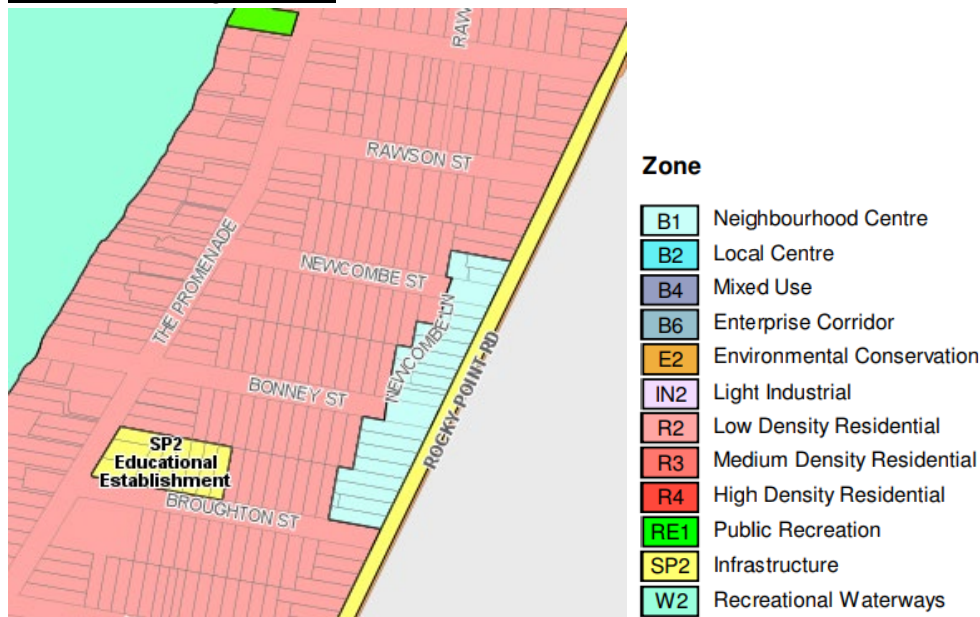 RAW
RAWSON ST
THE PROMENADE
NEWCOMBE ST
NEWCOMBE LN
ROCKY POINT RD
BONNEY ST
SP2
Educational
Establishment
BROUGHTON ST
Zone
B1 Neighbourhood Centre
B2 Local Centre
B4 Mixed Use
B6 Enterprise Corridor
E2 Environmental Conservation
IN2 Light Industrial
R2 Low Density Residential
R3 Medium Density Residential
R4 High Density Residential
RE1 Public Recreation
SP2 Infrastructure
W2 Recreational Waterways